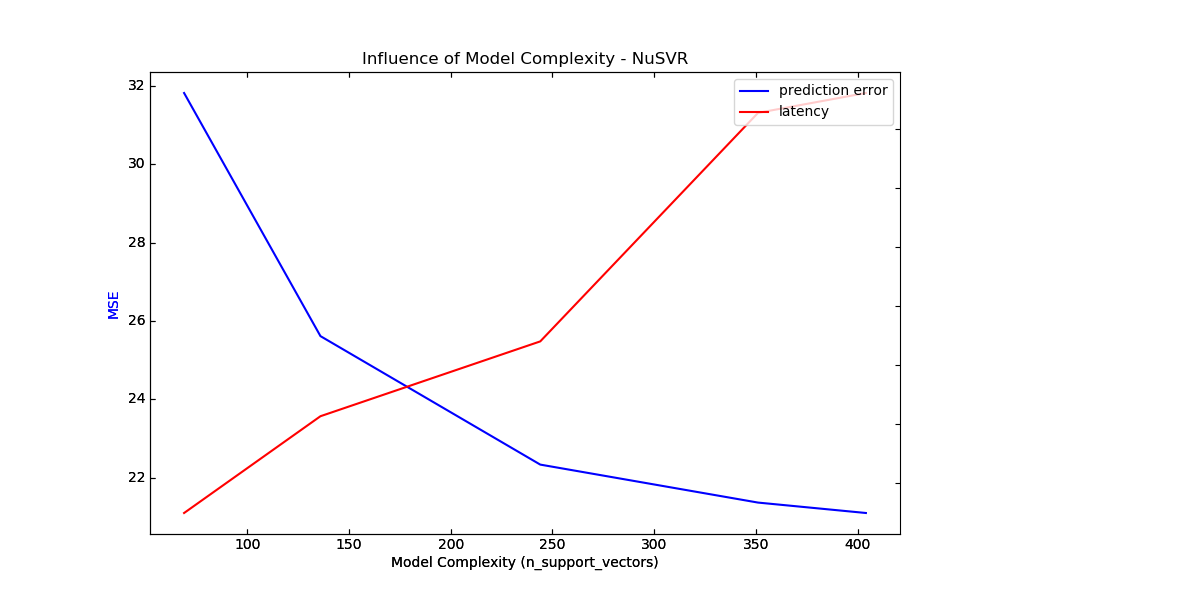 Influence of Model Complexity - NuSVR
prediction error
latency
32
30
28
26
24
22
MSE
100 150 200 250 300 350 400
Model Complexity (n_support_vectors)